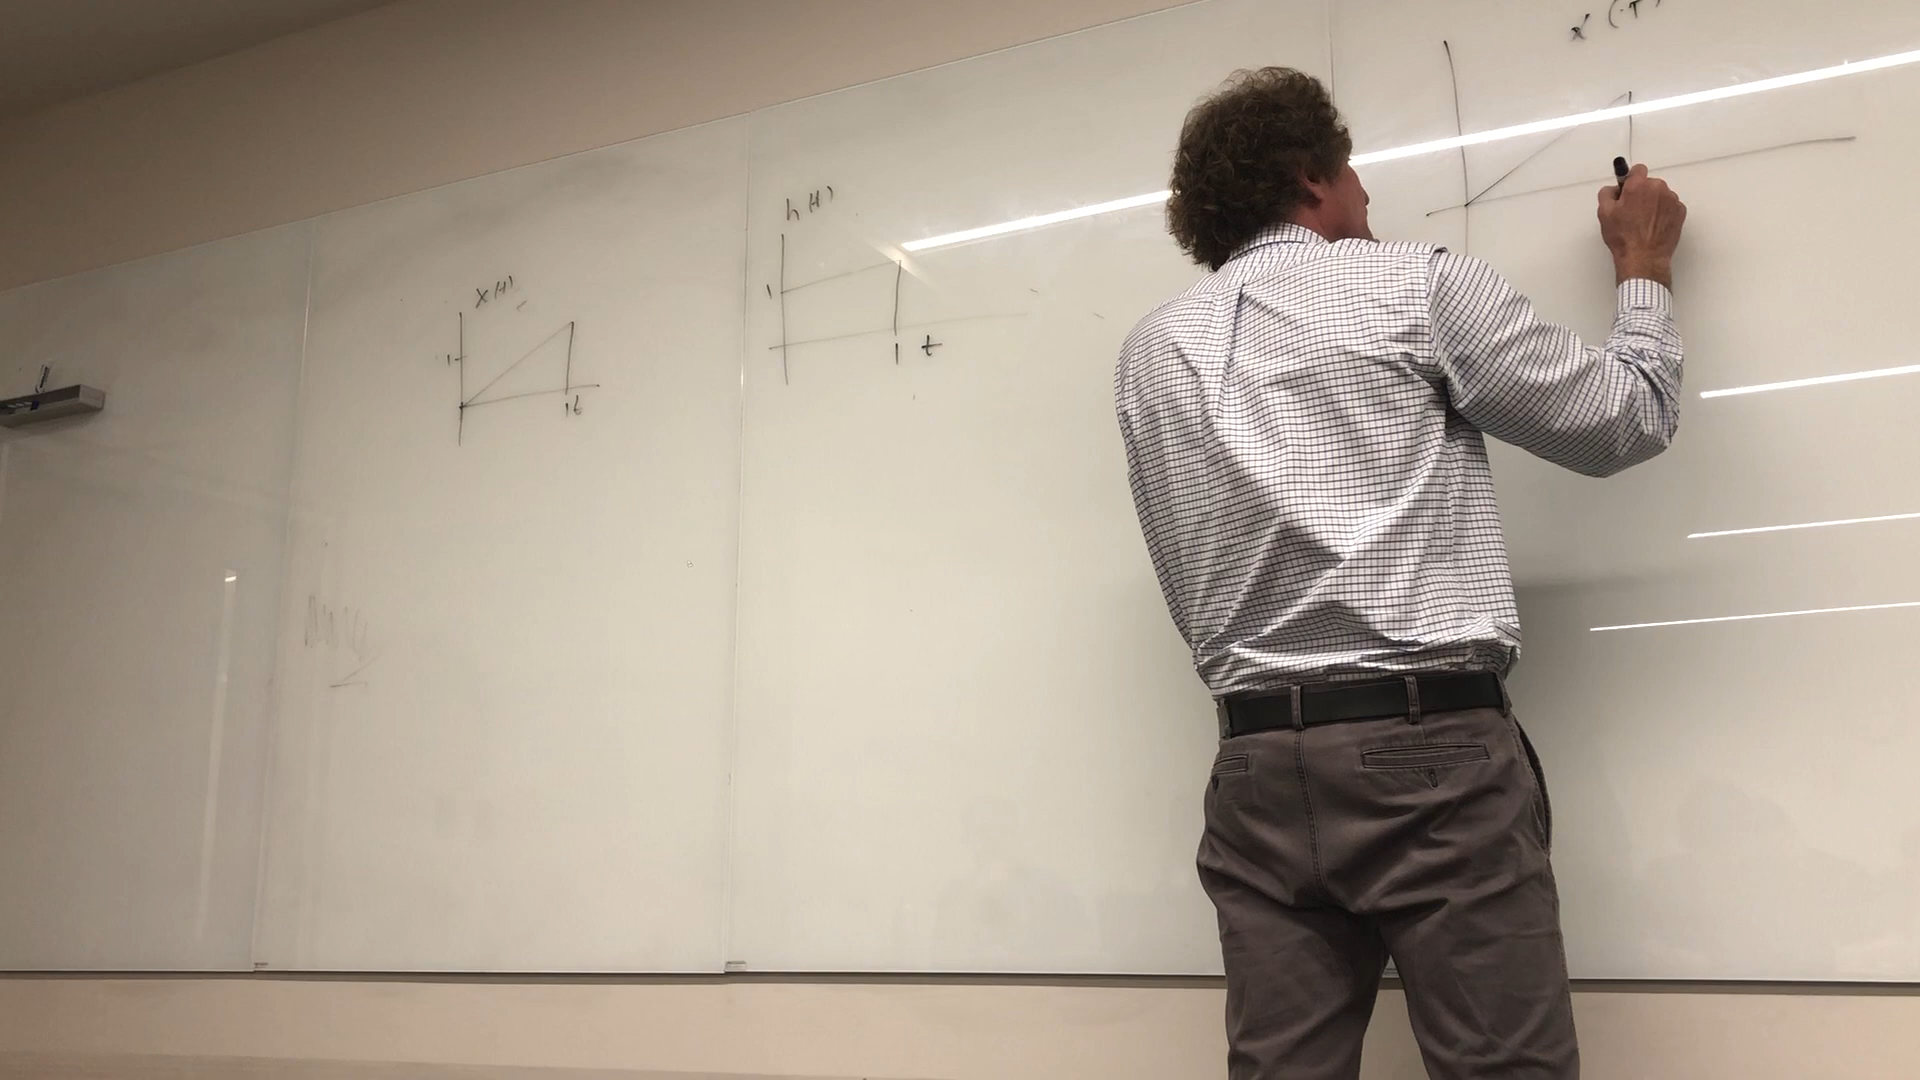 x(t)
1
1 t
h(t)
1
1 t
x (-τ)